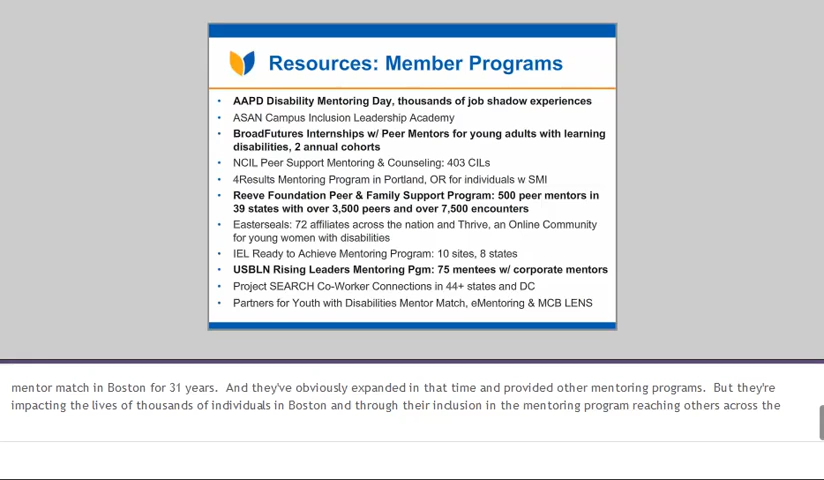 Resources: Member Programs
• AAPD Disability Mentoring Day, thousands of job shadow experiences
• ASAN Campus Inclusion Leadership Academy
• BroadFutures Internships w/ Peer Mentors for young adults with learning
disabilities, 2 annual cohorts
• NCIL Peer Support Mentoring & Counseling: 403 CILs
• 4Results Mentoring Program in Portland, OR for individuals w SMI
• Reeve Foundation Peer & Family Support Program: 500 peer mentors in
39 states with over 3,500 peers and over 7,500 encounters
• Easterseals: 72 affiliates across the nation and Thrive, an Online Community
for young women with disabilities
• IEL Ready to Achieve Mentoring Program: 10 sites, 8 states
• USBLN Rising Leaders Mentoring Pgm: 75 mentees w/ corporate mentors
• Project SEARCH Co-Worker Connections in 44+ states and DC
• Partners for Youth with Disabilities Mentor Match, eMentoring & MCB LENS
mentor match in Boston for 31 years. And they've obviously expanded in that time and provided other mentoring programs. But they're
impacting the lives of thousands of individuals in Boston and through their inclusion in the mentoring program reaching others across the